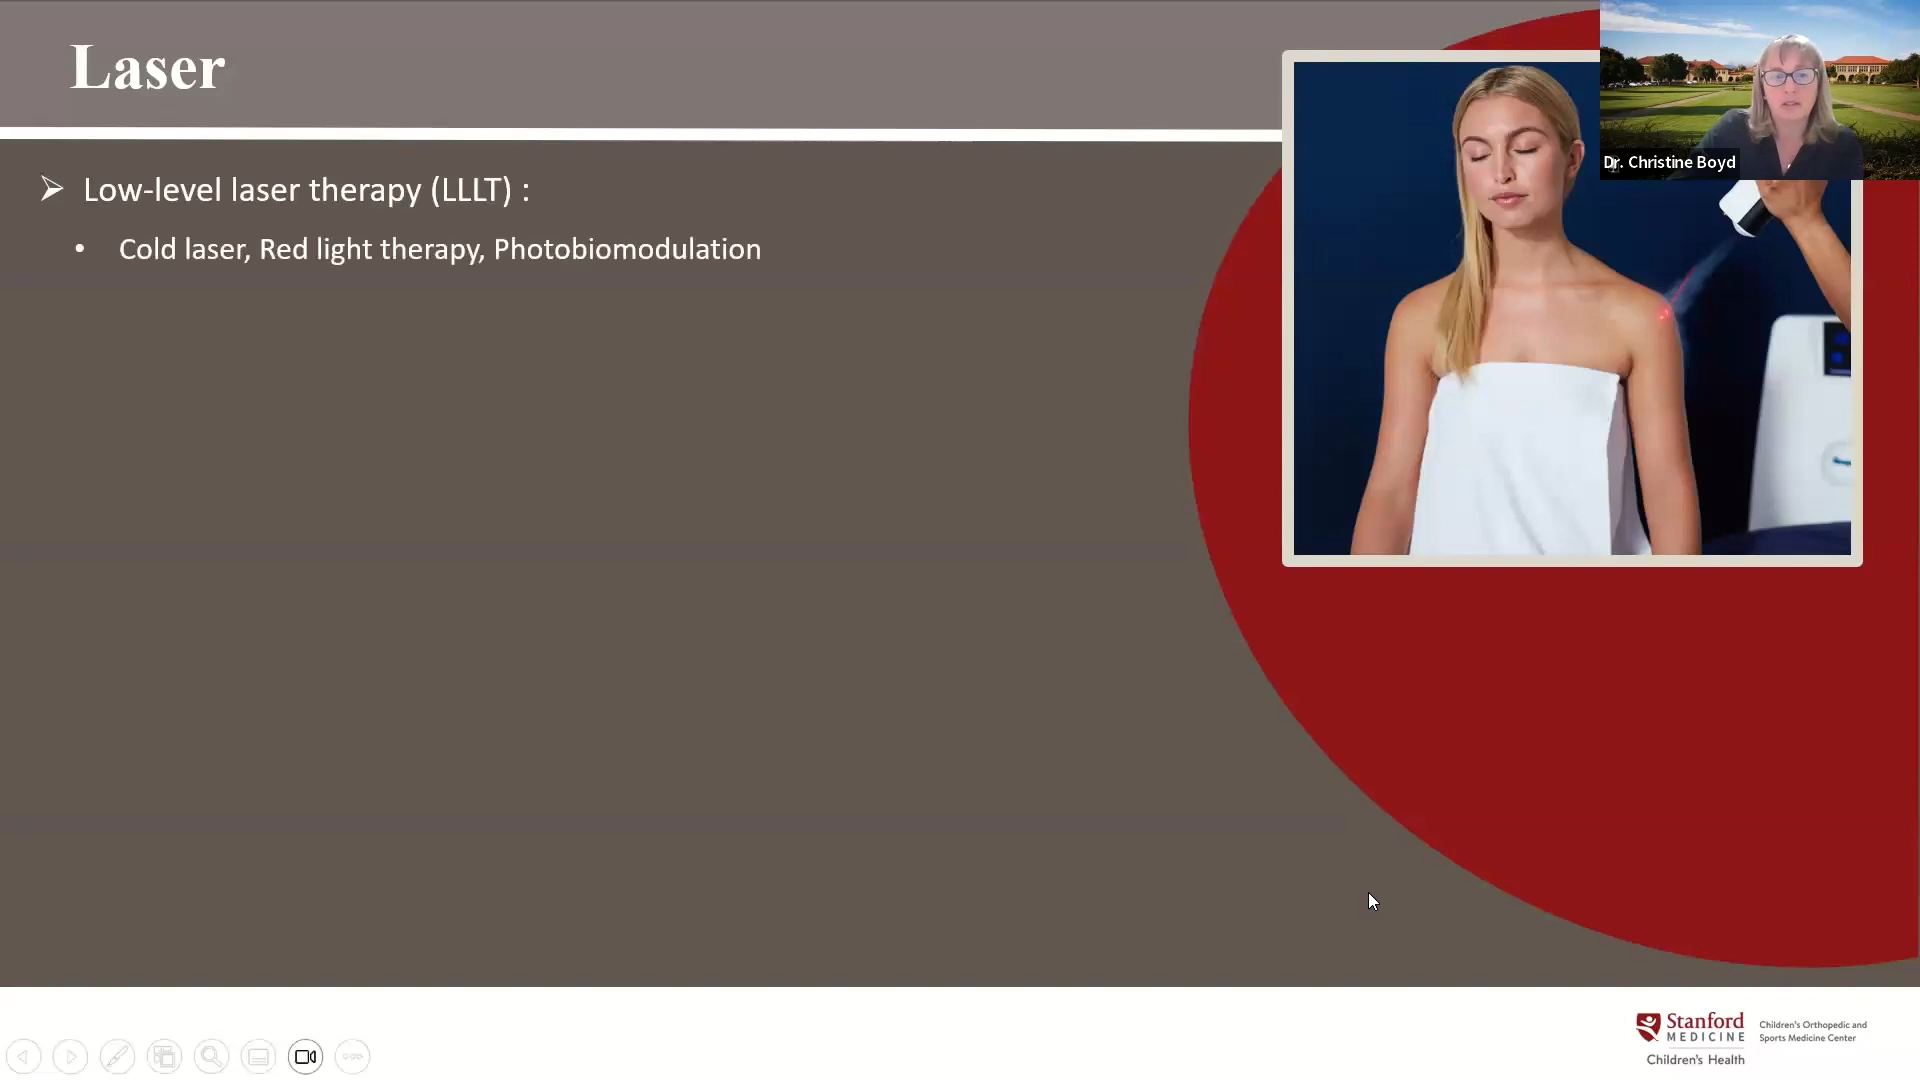 Laser
Dr. Christine Boyd
Low-level laser therapy (LLLT) :
Cold laser, Red light therapy, Photobiomodulation
Stanford
MEDICINE
Children's Health
Children's Orthopedic and
Sports Medicine Center